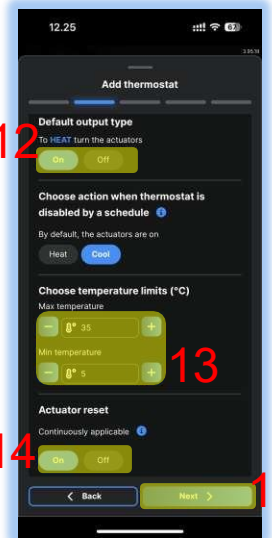 12.25 62
3.95.18
Add thermostat
Default output type
12 To HEAT turn the actuators
On Off
Choose action when thermostat is
disabled by a schedule
By default, the actuators are on
Heat Cool
Choose temperature limits (°C)
Max temperature
- 35 +
Min temperature 13
- 5 +
Actuator reset
Continuously applicable
14 On Off
< Back Next > 1